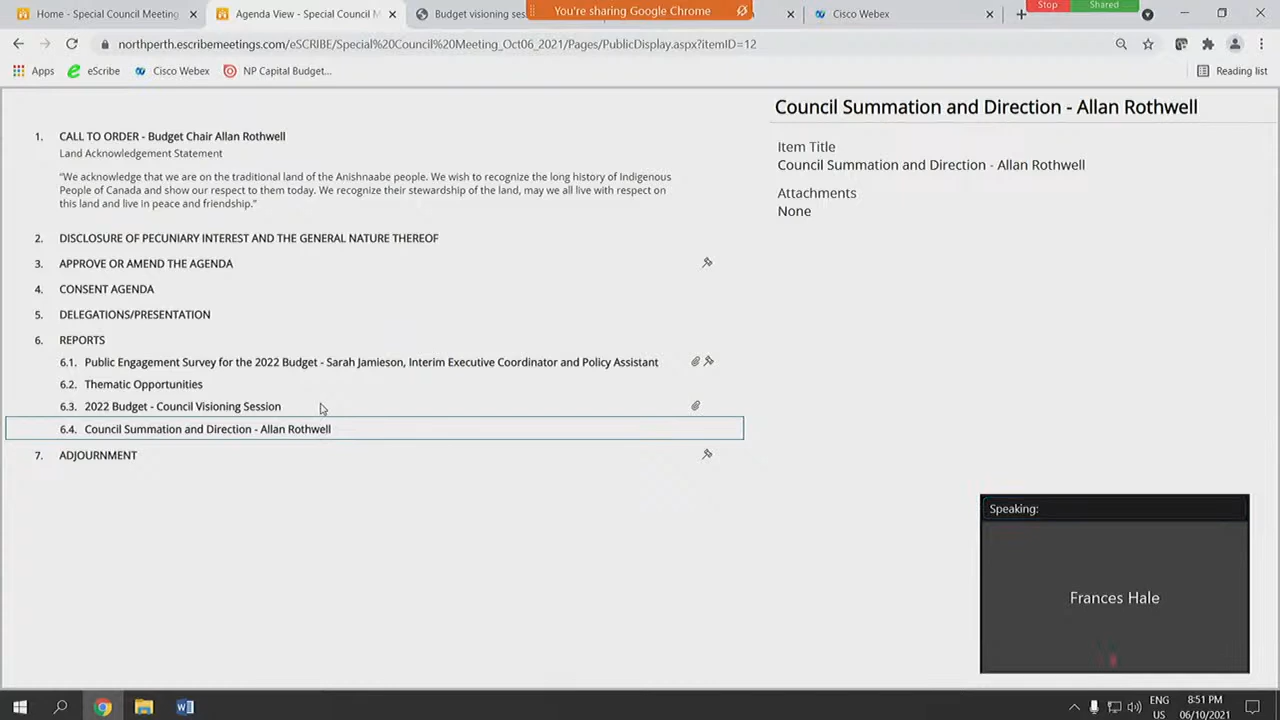 Home - Special Council Meeting
Agenda View - Special Council M
Budget visioning ses
You're sharing Google Chrome
Cisco Webex
Stop
Shared
northperth.escribemeetings.com/eSCRIBE/Special%20Council%20Meeting_Oct06_2021/Pages/PublicDisplay.aspx?itemID=12
Apps
eScribe
Cisco Webex
NP Capital Budget...
Reading list
1. CALL TO ORDER - Budget Chair Allan Rothwell
Land Acknowledgement Statement
“We acknowledge that we are on the traditional land of the Anishnaabe people. We wish to recognize the long history of Indigenous
People of Canada and show our respect to them today. We recognize their stewardship of the land, may we all live with respect on
this land and live in peace and friendship.”
2. DISCLOSURE OF PECUNIARY INTEREST AND THE GENERAL NATURE THEREOF
3. APPROVE OR AMEND THE AGENDA
4. CONSENT AGENDA
5. DELEGATIONS/PRESENTATION
6. REPORTS
6.1. Public Engagement Survey for the 2022 Budget - Sarah Jamieson, Interim Executive Coordinator and Policy Assistant
6.2. Thematic Opportunities
6.3. 2022 Budget - Council Visioning Session
6.4. Council Summation and Direction - Allan Rothwell
7. ADJOURNMENT
Council Summation and Direction - Allan Rothwell
Item Title
Council Summation and Direction - Allan Rothwell
Attachments
None
Speaking:
Frances Hale
ENG
US
8:51 PM
06/10/2021